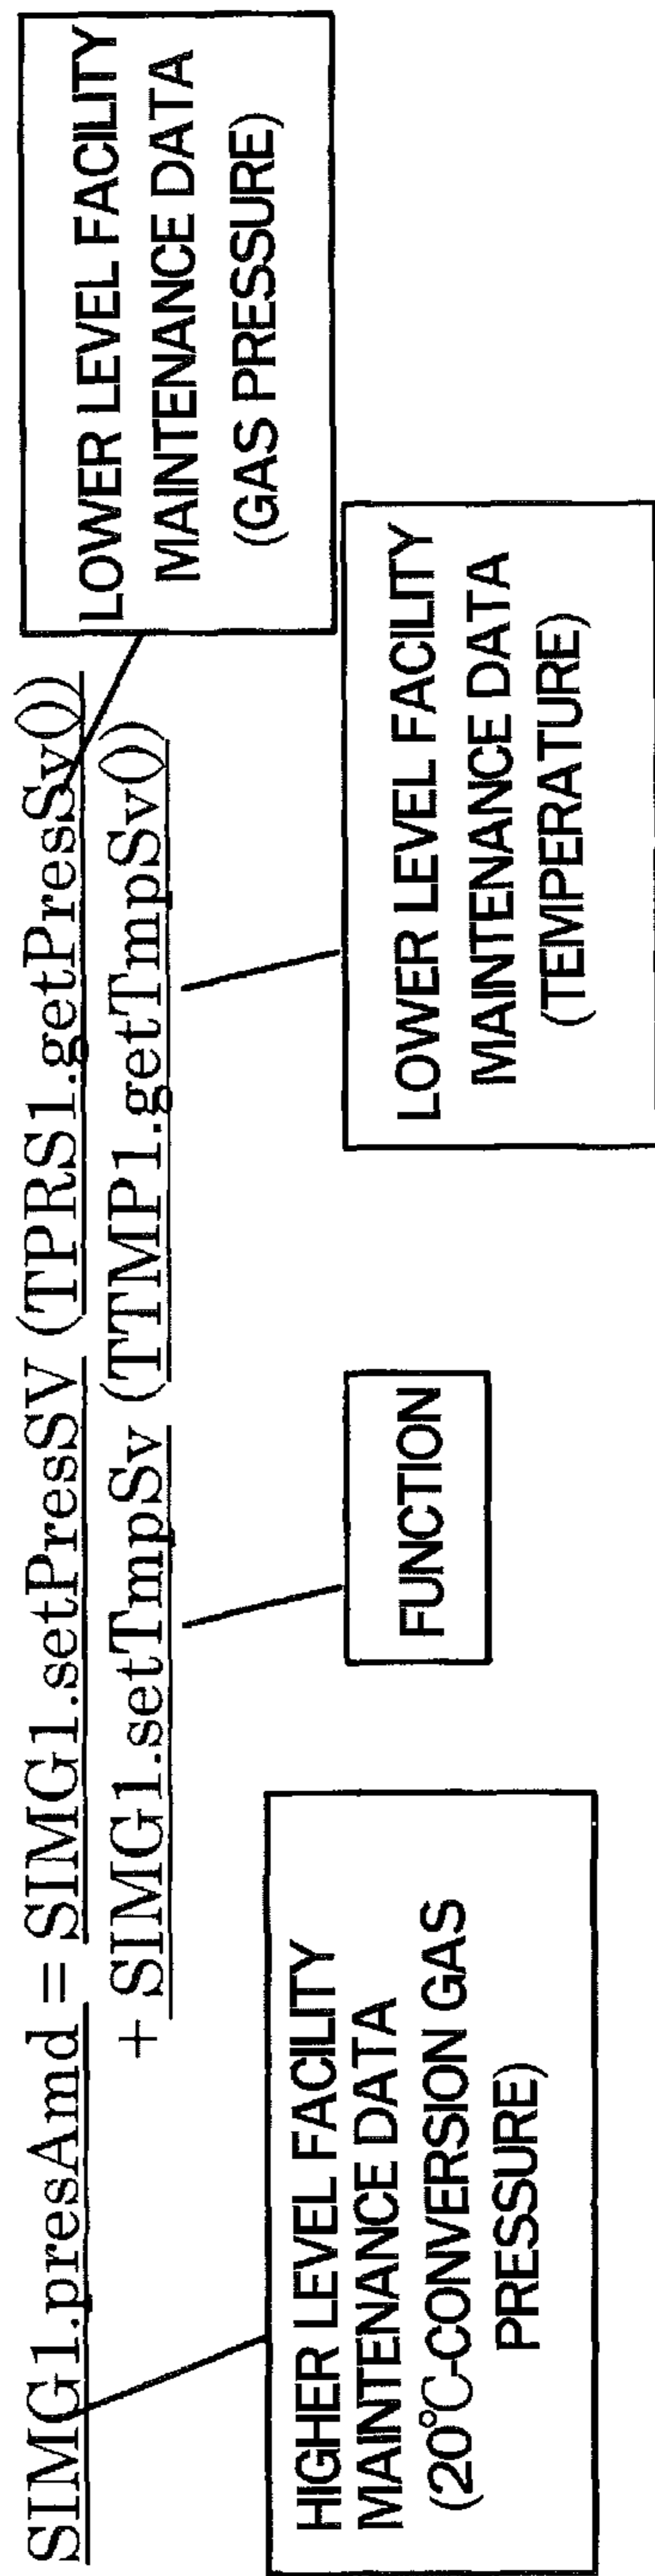 SIMG1.presAmd = SIMG1.setPresSV (TPRS1.getPresSv())
+ SIMG1.setTmpSv (TTMP1.getTmpSv())
HIGHER LEVEL FACILITY
MAINTENANCE DATA
(20℃-CONVERSION GAS
PRESSURE)
FUNCTION
LOWER LEVEL FACILITY
MAINTENANCE DATA
(TEMPERATURE)
LOWER LEVEL FACILITY
MAINTENANCE DATA
(GAS PRESSURE)